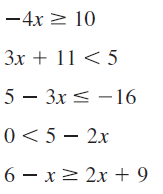 −4x ≥ 10
3x + 11 < 5
5 − 3x ≤ −16
0 < 5 − 2x
6 − x ≥ 2x + 9